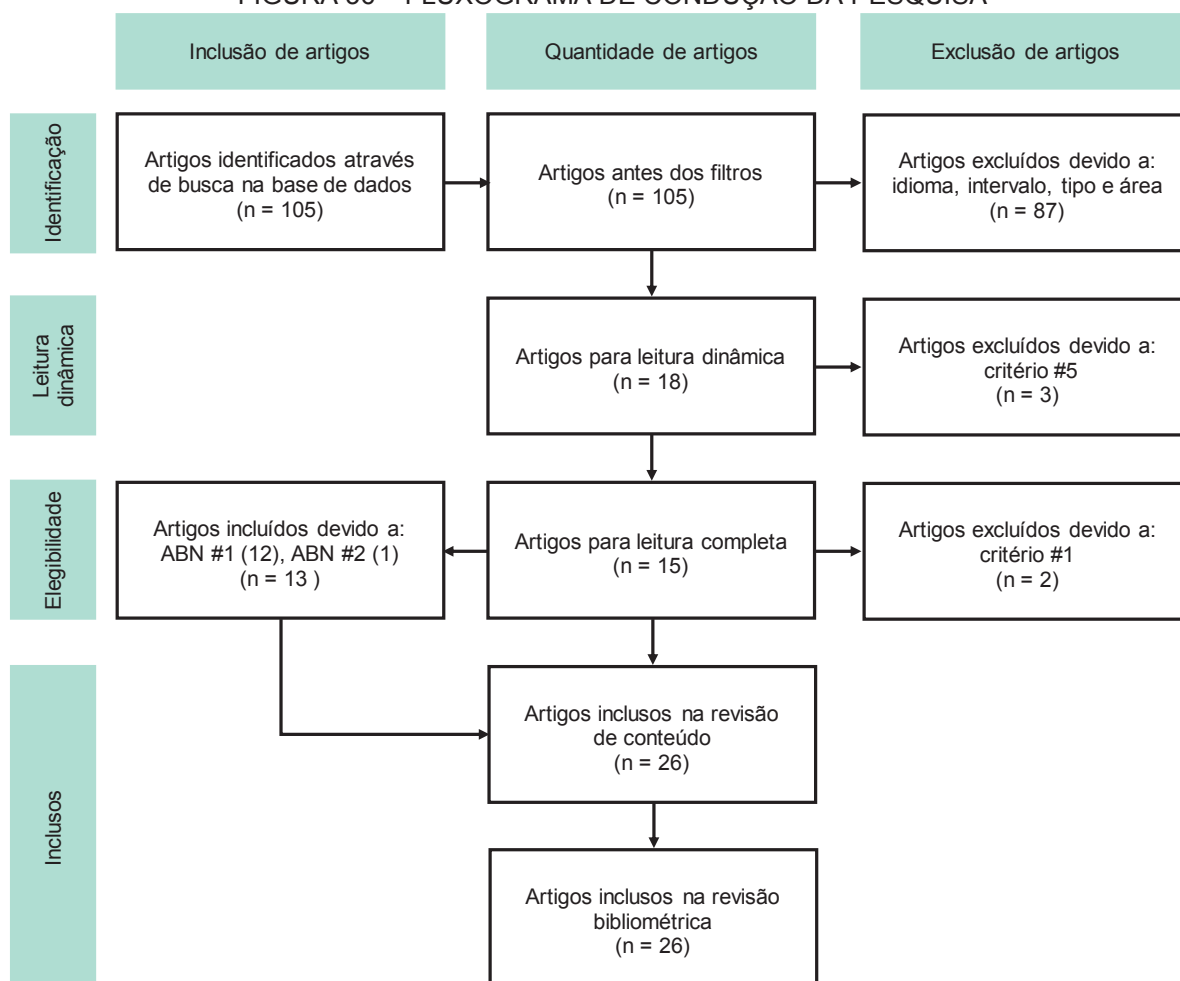 Inclusão de artigos
Quantidade de artigos
Exclusão de artigos
Identificação
Artigos identificados através
de busca na base de dados
(n = 105)
Artigos antes dos filtros
(n = 105)
Artigos excluídos devido a:
idioma, intervalo, tipo e área
(n = 87)
Leitura
dinâmica
Artigos para leitura dinâmica
(n = 18)
Artigos excluídos devido a:
critério #5
(n = 3)
Elegibilidade
Artigos incluídos devido a:
ABN #1 (12), ABN #2 (1)
(n = 13 )
Artigos para leitura completa
(n = 15)
Artigos excluídos devido a:
critério #1
(n = 2)
Inclusos
Artigos inclusos na revisão
de conteúdo
(n = 26)
Artigos inclusos na revisão
bibliométrica
(n = 26)